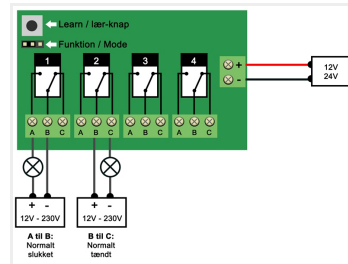 Learn / lær-knap
Funktion / Mode
1 2 3 4
+
-
12V
24V
A B C A B C A B C A B C
+ - + -
12V - 230V 12V - 230V
A til B:
Normalt
slukket
B til C:
Normalt
tændt